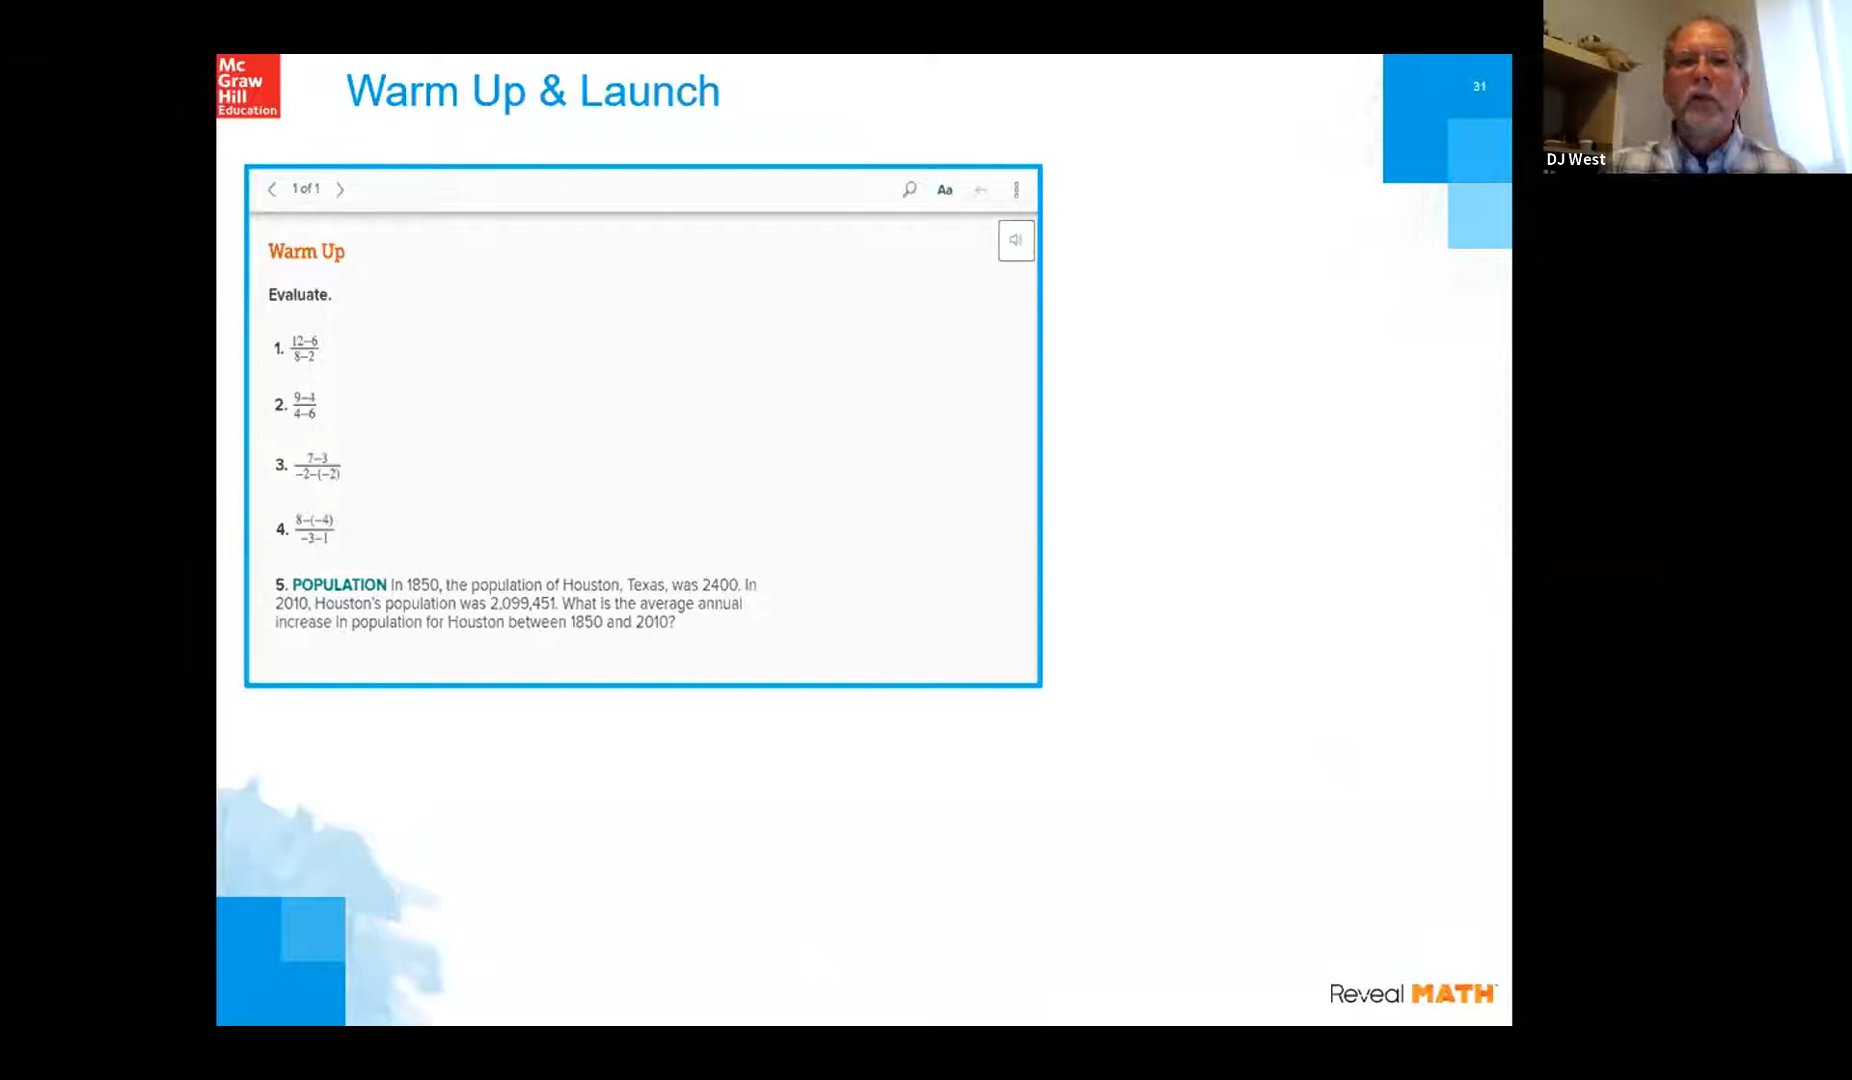 Mc
Graw
Hill
Education
Warm Up & Launch
31
DJ West
1 of 1
Aa
Warm Up
Evaluate.
1. 12–6
8–2
2. 9–4
4–6
3. 7–3
–2–(–2)
4. 8–(–4)
–3–1
5. POPULATION In 1850, the population of Houston, Texas, was 2400. In
2010, Houston's population was 2,099,451. What is the average annual
increase in population for Houston between 1850 and 2010?
Reveal MATH